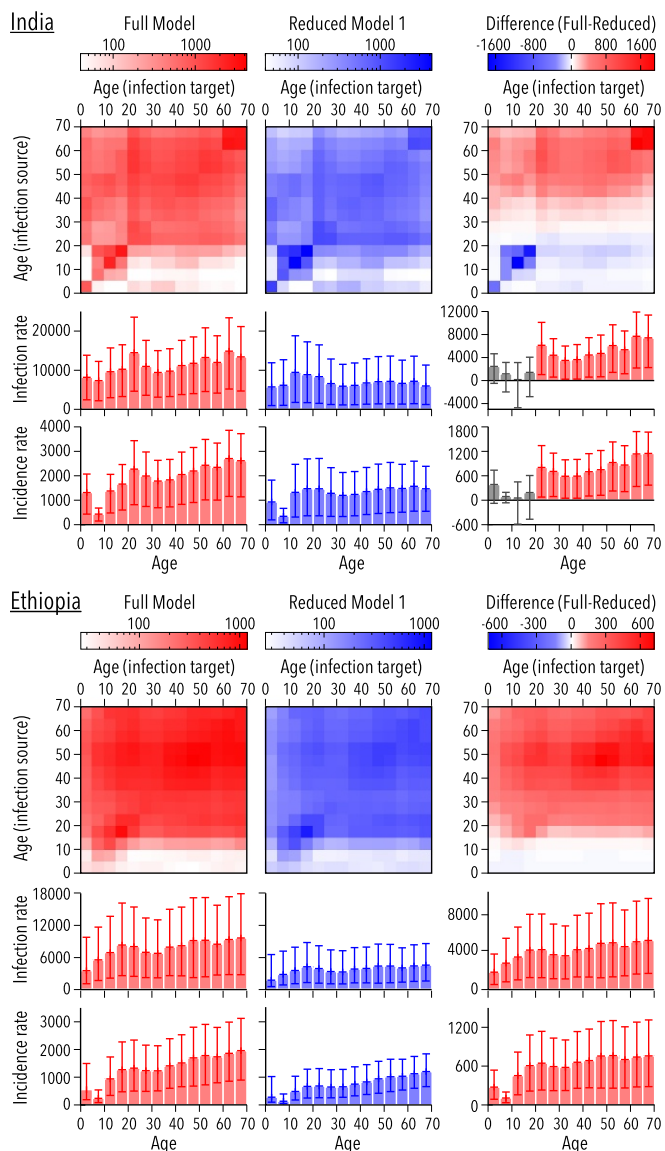 India
Full Model Reduced Model 1 Difference (Full-Reduced)
100 1000 100 1000 -1600 -800 0 800 1600
Age (infection target) Age (infection target) Age (infection target)
0 10 20 30 40 50 60 70 0 10 20 30 40 50 60 70 0 10 20 30 40 50 60 70
Age (infection source)
70
60
50
40
30
20
10
0
Infection rate
20000
10000
0
12000
8000
4000
0
-4000
Incidence rate
4000
3000
2000
1000
0
1800
1200
600
0
-600
0 10 20 30 40 50 60 70 0 10 20 30 40 50 60 70 0 10 20 30 40 50 60 70
Age Age Age
Ethiopia
Full Model Reduced Model 1 Difference (Full-Reduced)
100 1000 100 1000 -600 -300 0 300 600
Age (infection target) Age (infection target) Age (infection target)
0 10 20 30 40 50 60 70 0 10 20 30 40 50 60 70 0 10 20 30 40 50 60 70
Age (infection source)
70
60
50
40
30
20
10
0
Infection rate
18000
12000
6000
0
8000
4000
0
Incidence rate
3000
2000
1000
0
1200
600
0
0 10 20 30 40 50 60 70 0 10 20 30 40 50 60 70 0 10 20 30 40 50 60 70
Age Age Age